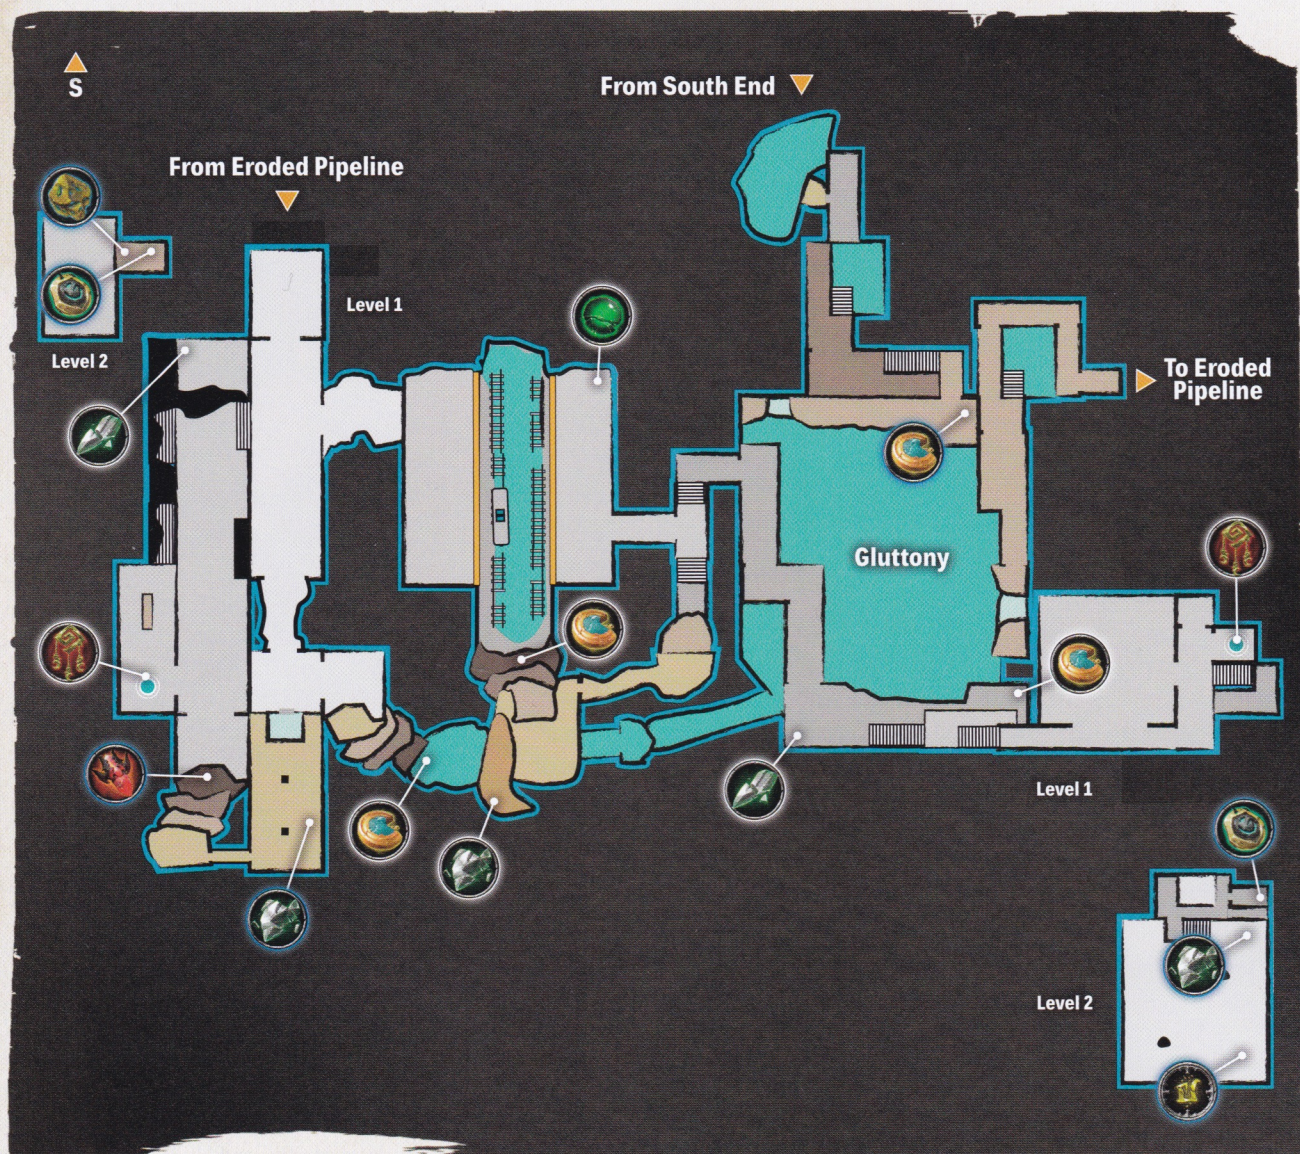 From South End
S
From Eroded Pipeline
Level 1
Level 2
To Eroded
Pipeline
Gluttony
Level 1
Level 2